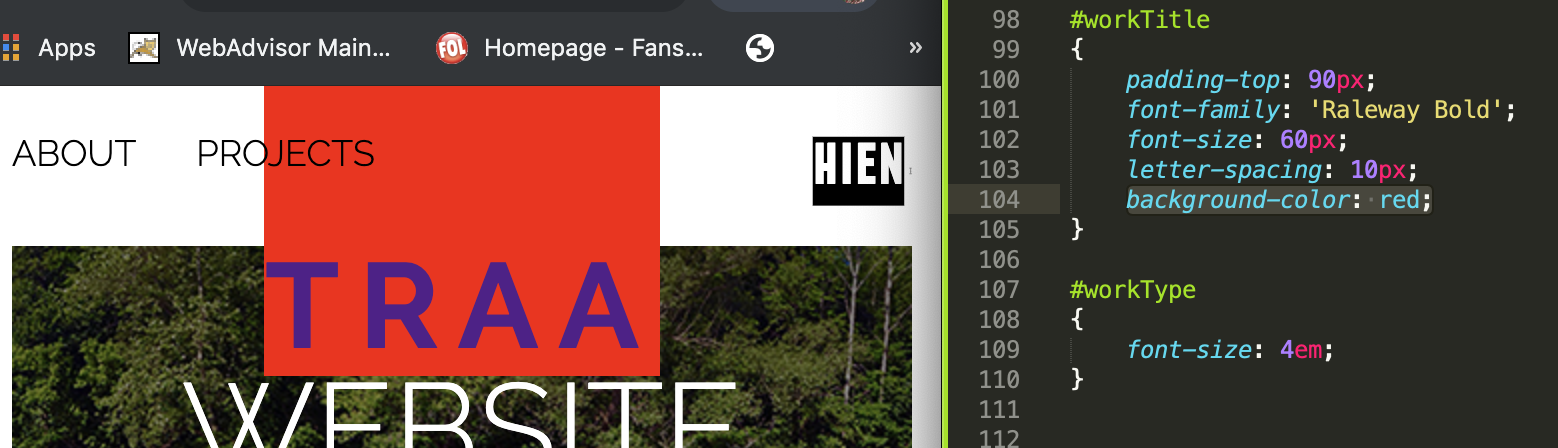 Apps WebAdvisor Main... FOL Homepage - Fans... »
ABOUT PROJECTS HIEN
TRAA
WEBSITE
98 #workTitle
99 {
100 padding-top: 90px;
101 font-family: 'Raleway Bold';
102 font-size: 60px;
103 letter-spacing: 10px;
104 background-color: red;
105 }
106
107 #workType
108 {
109 font-size: 4em;
110 }
111
112